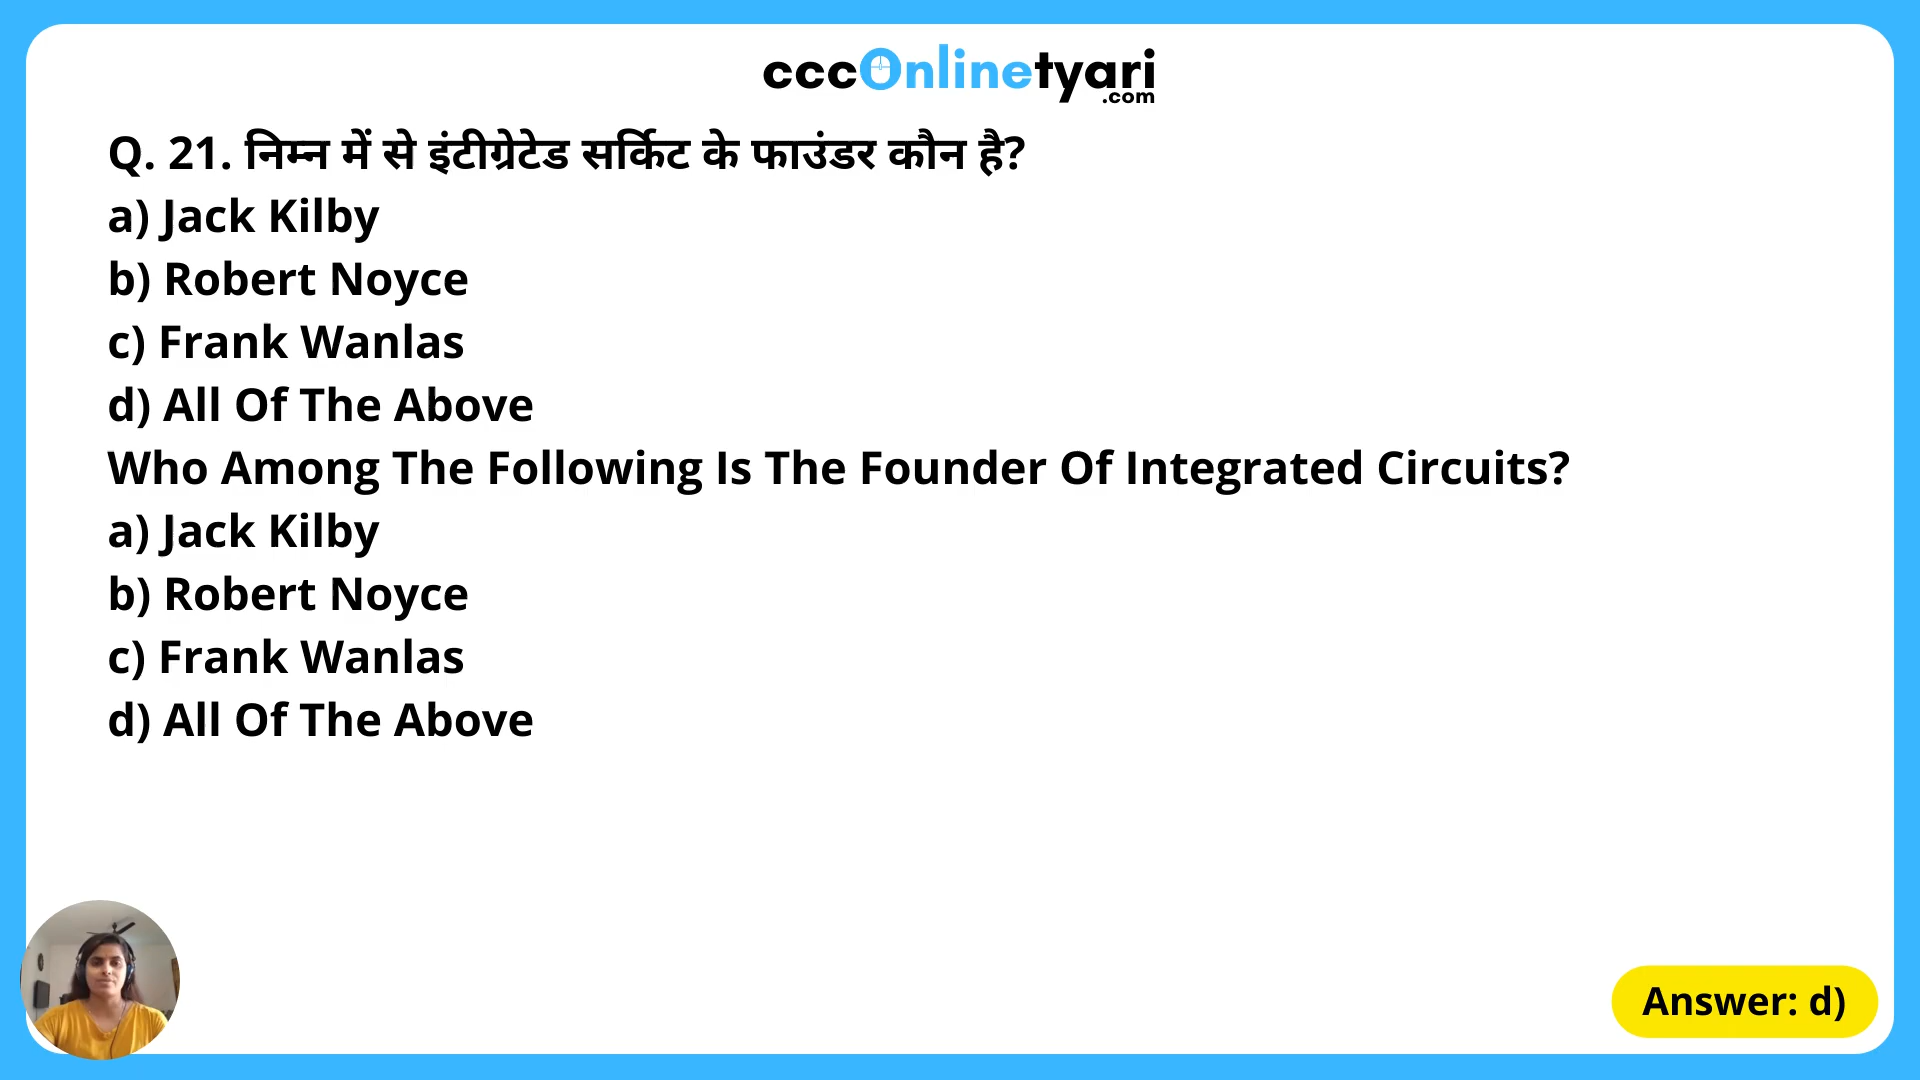 cccOnlinetyari
.com
Q. 21. निम्न में से इंटीग्रेटेड सर्किट के फाउंडर कौन है?
a) Jack Kilby
b) Robert Noyce
c) Frank Wanlas
d) All Of The Above
Who Among The Following Is The Founder Of Integrated Circuits?
a) Jack Kilby
b) Robert Noyce
c) Frank Wanlas
d) All Of The Above
Answer: d)